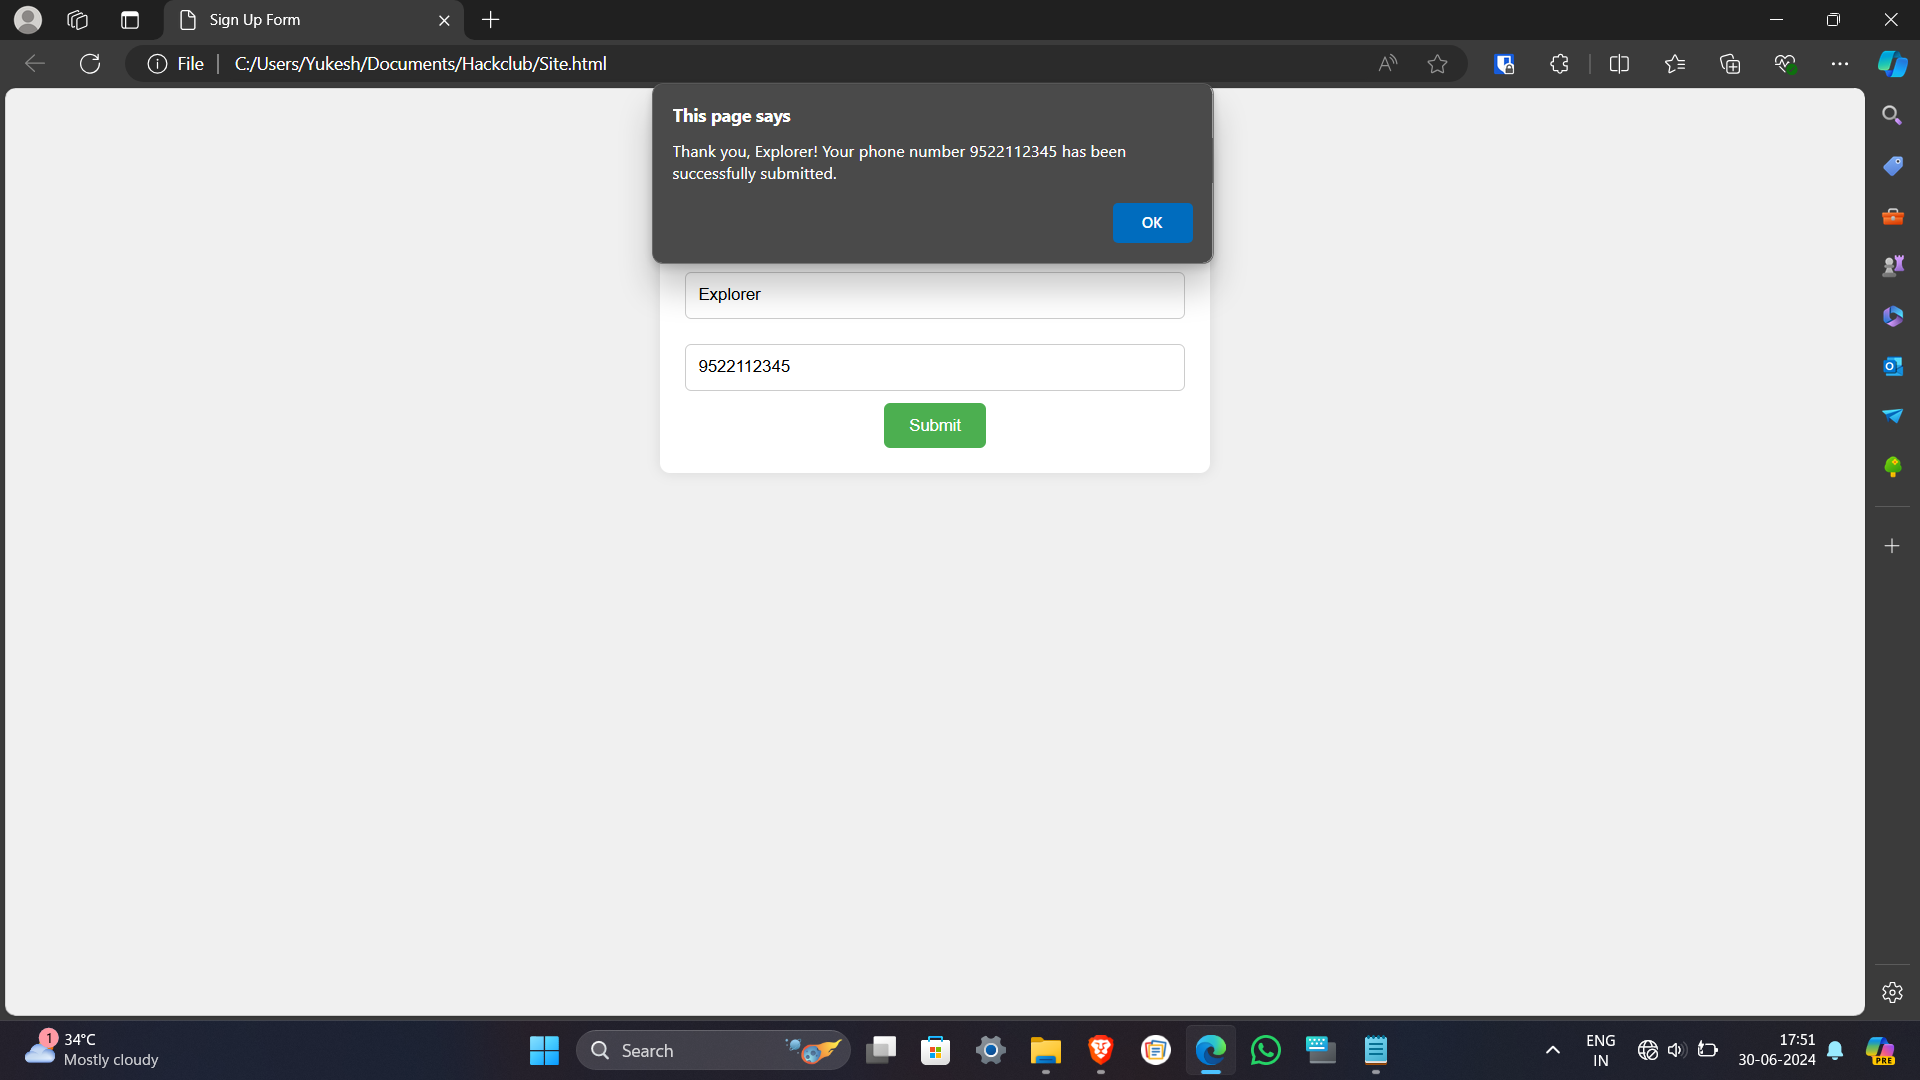 Sign Up Form
File
C:/Users/Yukesh/Documents/Hackclub/Site.html
This page says
Thank you, Explorer! Your phone number 9522112345 has been
successfully submitted.
OK
Explorer
9522112345
Submit
1
34°C
Mostly cloudy
Search
ENG
IN
17:51
30-06-2024
PRE